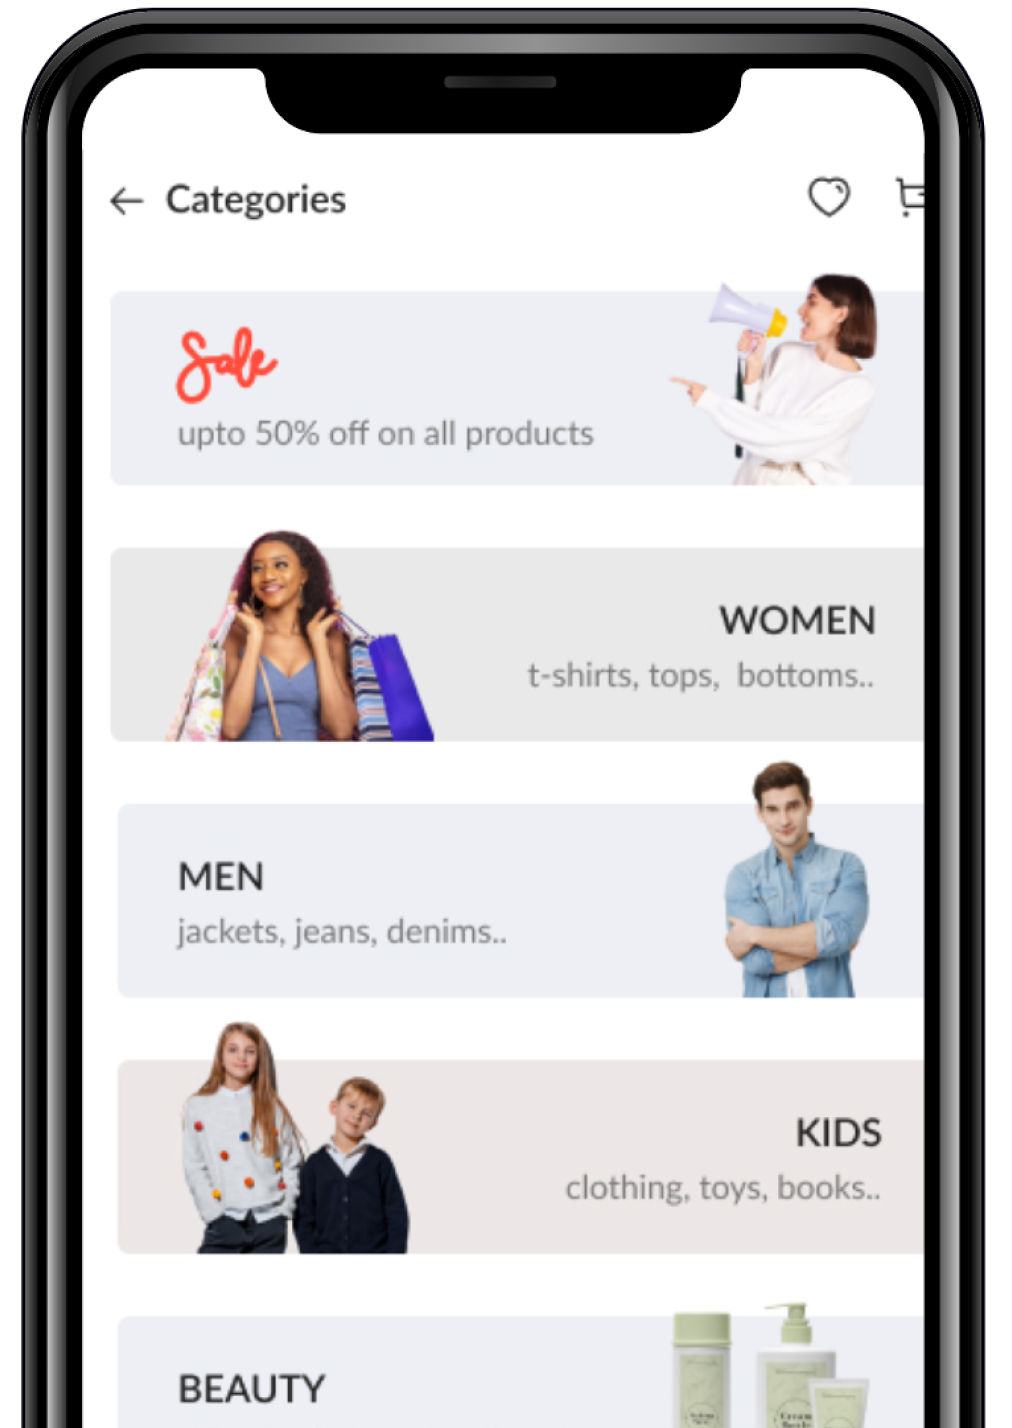 Categories
Sale
upto 50% off on all products
WOMEN
t-shirts, tops, bottoms..
MEN
jackets, jeans, denims..
KIDS
clothing, toys, books..
BEAUTY